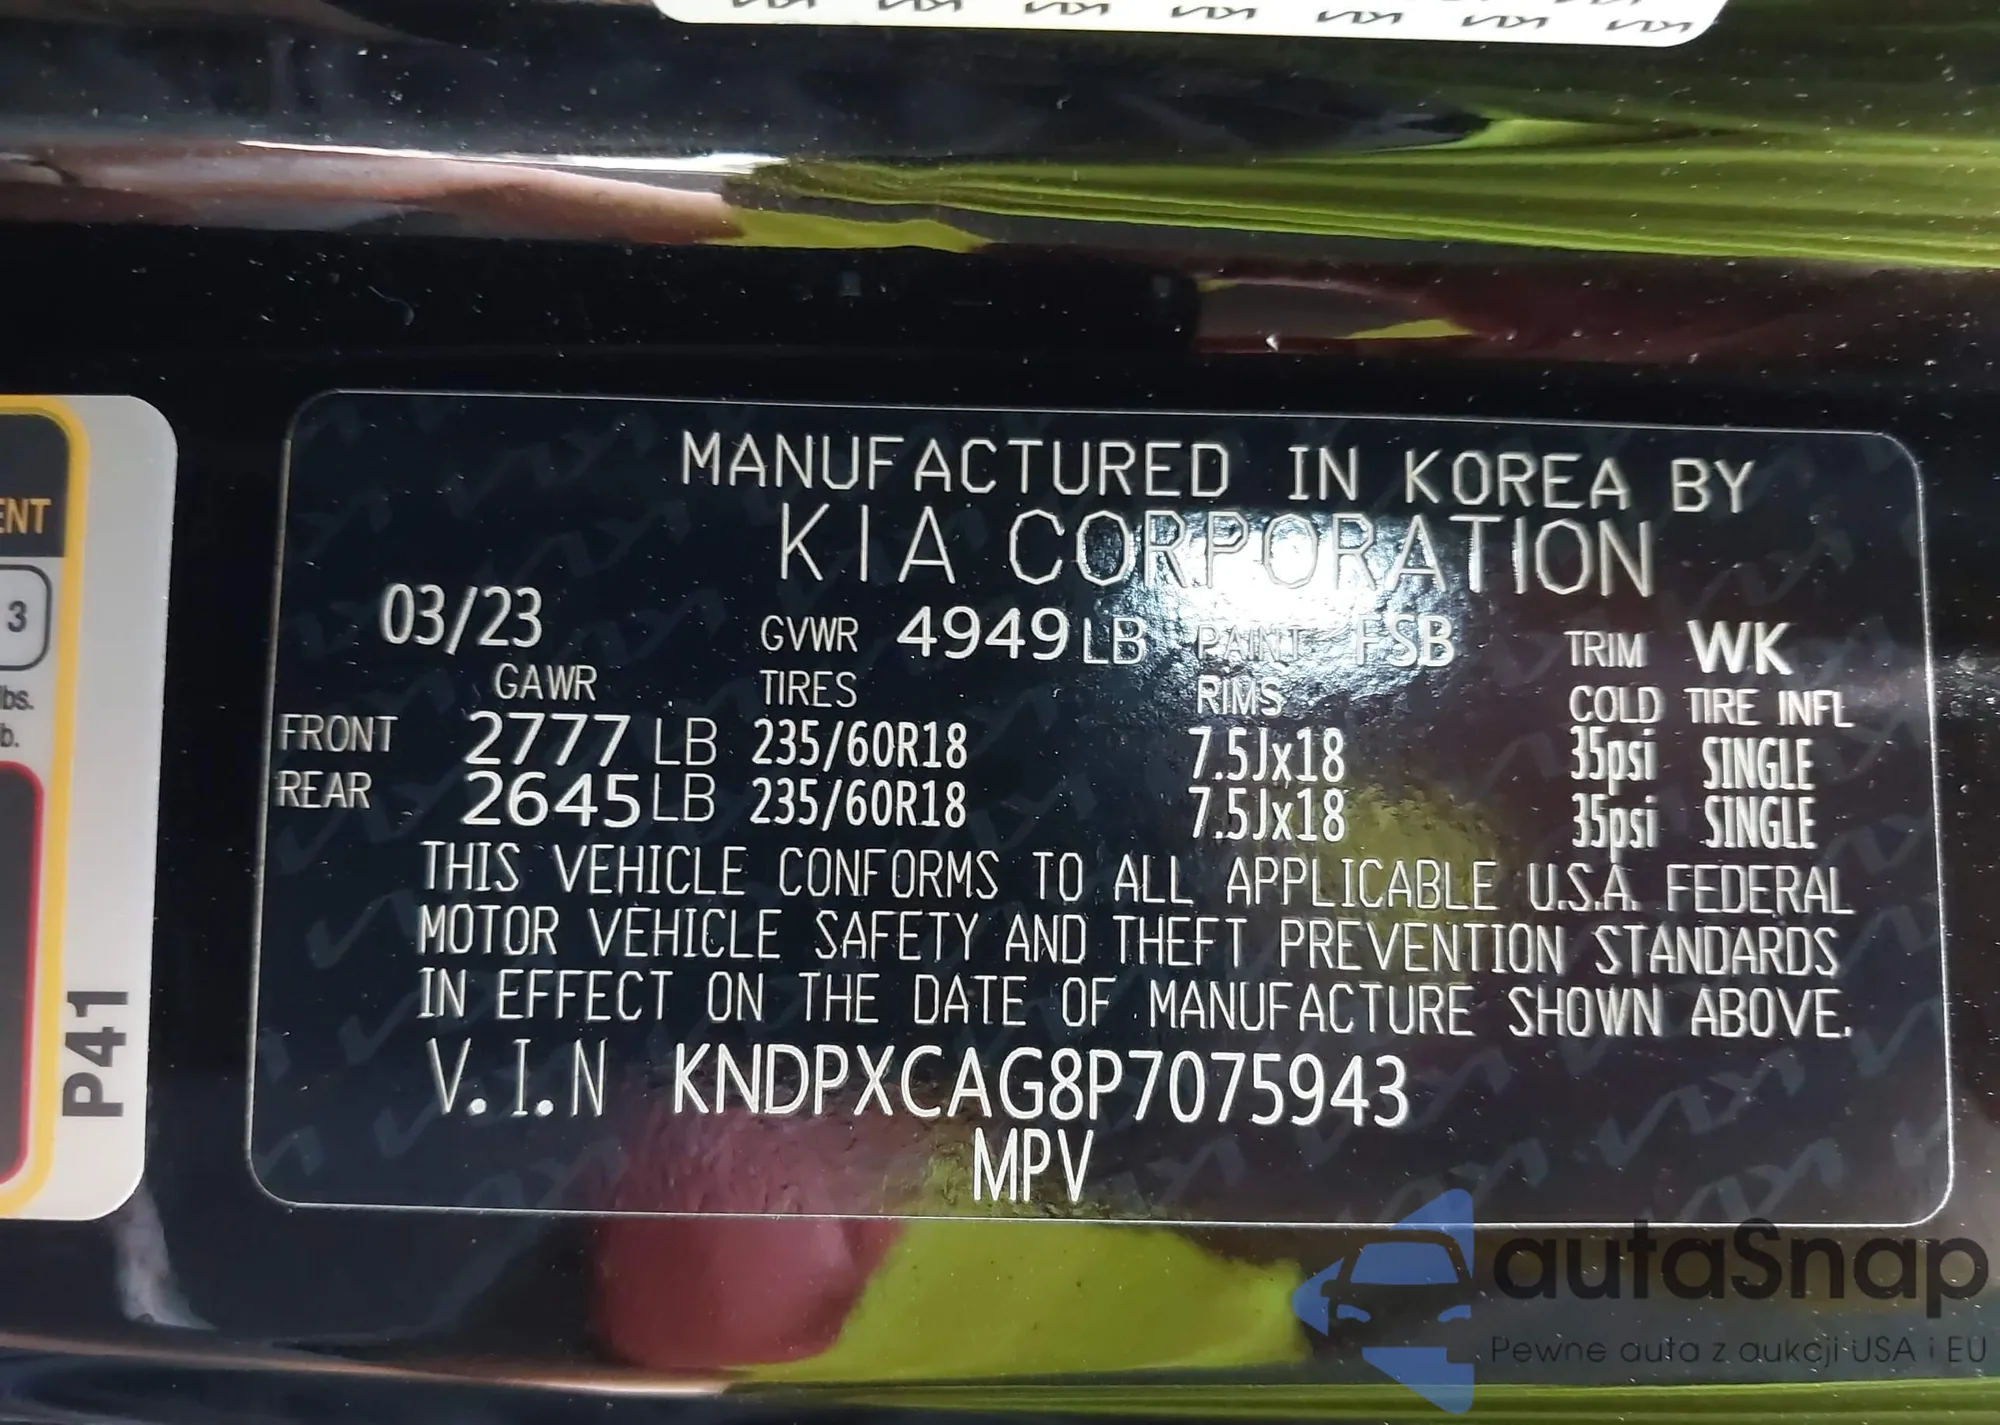 MANUFACTURED IN KOREA BY
KIA CORPORATION
03/23 GVWR 4949 LB PAINT FSB TRIM WK
GAWR TIRES RIMS COLD TIRE INFL
FRONT 2777 LB 235/60R18 7.5Jx18 35psi SINGLE
REAR 2645 LB 235/60R18 7.5Jx18 35psi SINGLE
THIS VEHICLE CONFORMS TO ALL APPLICABLE U.S.A. FEDERAL
MOTOR VEHICLE SAFETY AND THEFT PREVENTION STANDARDS
IN EFFECT ON THE DATE OF MANUFACTURE SHOWN ABOVE.
V.I.N KNDPXCAG8P7075943
MPV
ENT
3
lbs.
b.
P41
autaSnap
Pewne auta z aukcji USA i EU